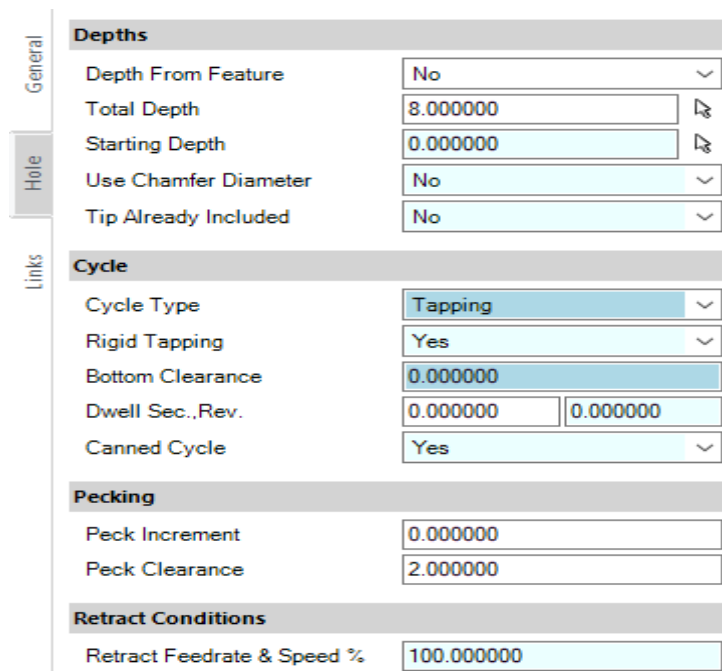 General
Hole
Links
Depths
Depth From Feature No
Total Depth 8.000000
Starting Depth 0.000000
Use Chamfer Diameter No
Tip Already Included No
Cycle
Cycle Type Tapping
Rigid Tapping Yes
Bottom Clearance 0.000000
Dwell Sec.,Rev. 0.000000 0.000000
Canned Cycle Yes
Pecking
Peck Increment 0.000000
Peck Clearance 2.000000
Retract Conditions
Retract Feedrate & Speed % 100.000000